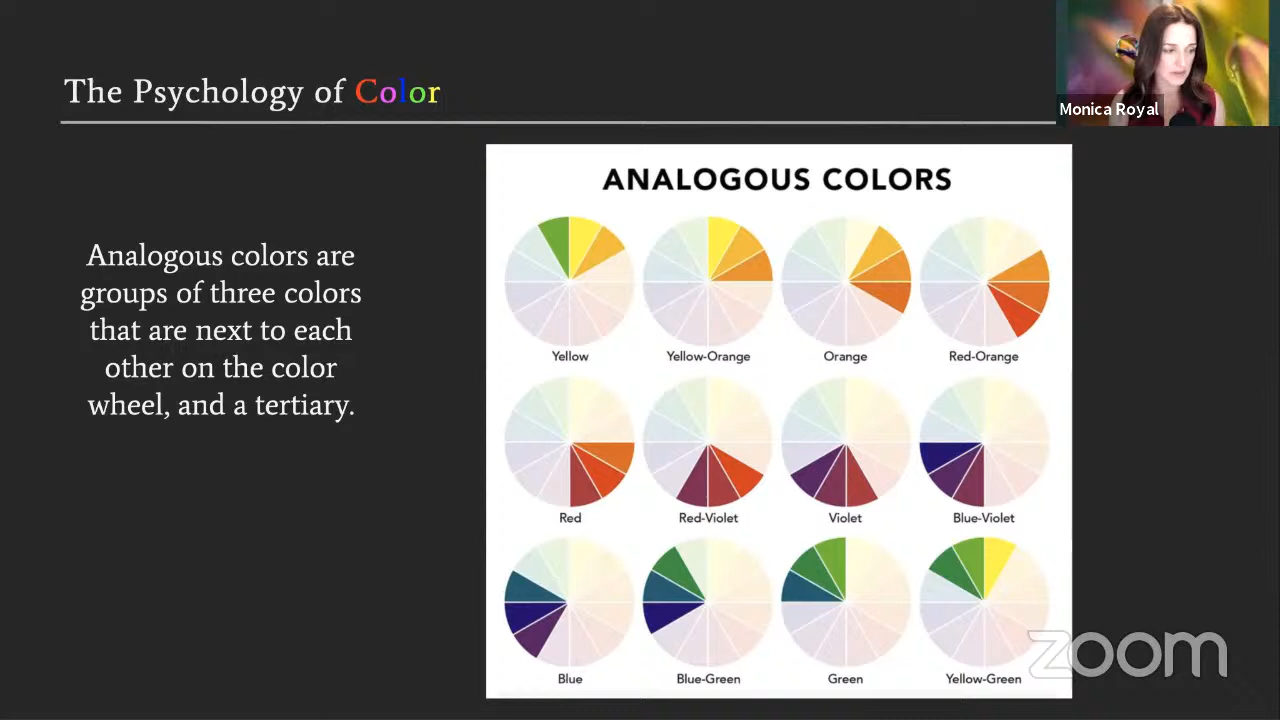 The Psychology of Color
Monica Royal
Analogous colors are
groups of three colors
that are next to each
other on the color
wheel, and a tertiary.
ANALOGOUS COLORS
Yellow
Yellow-Orange
Orange
Red-Orange
Red
Red-Violet
Violet
Blue-Violet
Blue
Blue-Green
Green
Yellow-Green
zoom